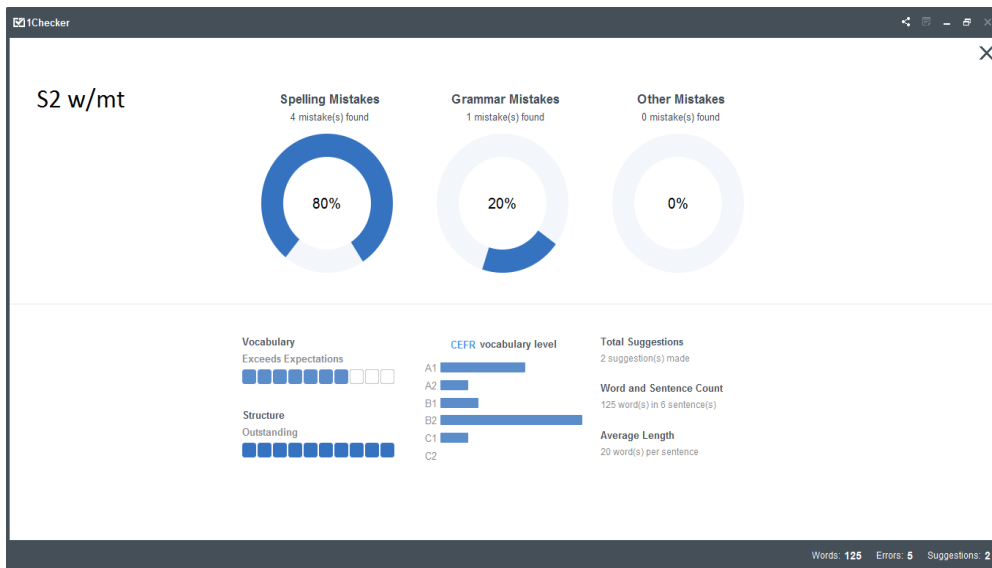 1Checker
S2 w/mt
Spelling Mistakes
4 mistake(s) found
80%
Grammar Mistakes
1 mistake(s) found
20%
Other Mistakes
0 mistake(s) found
0%
Vocabulary
Exceeds Expectations
Structure
Outstanding
CEFR vocabulary level
A1
A2
B1
B2
C1
C2
Total Suggestions
2 suggestion(s) made
Word and Sentence Count
125 word(s) in 6 sentence(s)
Average Length
20 word(s) per sentence
Words: 125 Errors: 5 Suggestions: 2